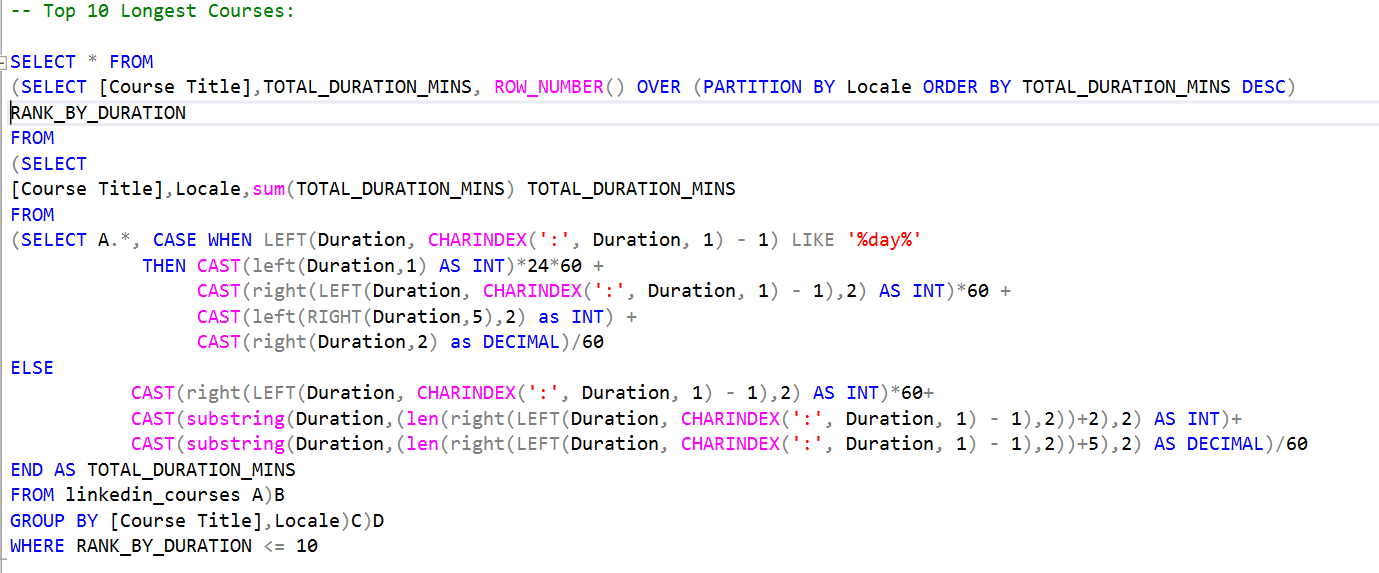 -- Top 10 Longest Courses:
SELECT * FROM
(SELECT [Course Title],TOTAL_DURATION_MINS, ROW_NUMBER() OVER (PARTITION BY Locale ORDER BY TOTAL_DURATION_MINS DESC)
RANK_BY_DURATION
FROM
(SELECT
[Course Title],Locale,sum(TOTAL_DURATION_MINS) TOTAL_DURATION_MINS
FROM
(SELECT A.*, CASE WHEN LEFT(Duration, CHARINDEX(':', Duration, 1) - 1) LIKE '%day%'
THEN CAST(left(Duration,1) AS INT)*24*60 +
CAST(right(LEFT(Duration, CHARINDEX(':', Duration, 1) - 1),2) AS INT)*60 +
CAST(left(RIGHT(Duration,5),2) as INT) +
CAST(right(Duration,2) as DECIMAL)/60
ELSE
CAST(right(LEFT(Duration, CHARINDEX(':', Duration, 1) - 1),2) AS INT)*60+
CAST(substring(Duration,(len(right(LEFT(Duration, CHARINDEX(':', Duration, 1) - 1),2))+2),2) AS INT)+
CAST(substring(Duration,(len(right(LEFT(Duration, CHARINDEX(':', Duration, 1) - 1),2))+5),2) AS DECIMAL)/60
END AS TOTAL_DURATION_MINS
FROM linkedin_courses A)B
GROUP BY [Course Title],Locale)C)D
WHERE RANK_BY_DURATION <= 10